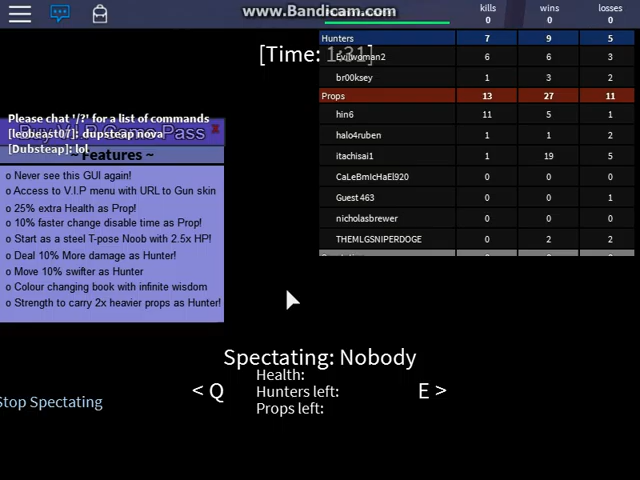 www.Bandicam.com
kills wins losses
0 0 0
[Time: 1:31]
Hunters 7 9 5
Evilwoman2 6 6 3
br00ksey 1 3 2
Props 13 27 11
hin6 11 5 1
halo4ruben 1 1 2
itachisai1 1 19 5
CaLeBmIcHaEl920 0 0 0
Guest 463 0 0 1
nicholasbrewer 0 0 0
THEMLGSNIPERDOGE 0 2 2
Please chat '/?' for a list of commands
[leobeast07]: dupsteap nova
[Dubsteap]: lol
Buy V.I.P Game Pass X
~ Features ~
o Never see this GUI again!
o Access to V.I.P menu with URL to Gun skin
o 25% extra Health as Prop!
o 10% faster change disable time as Prop!
o Start as a steel T-pose Noob with 2.5x HP!
o Deal 10% More damage as Hunter!
o Move 10% swifter as Hunter
o Colour changing book with infinite wisdom
o Strength to carry 2x heavier props as Hunter!
Spectating: Nobody
Health:
< Q Hunters left: E >
Props left:
Stop Spectating